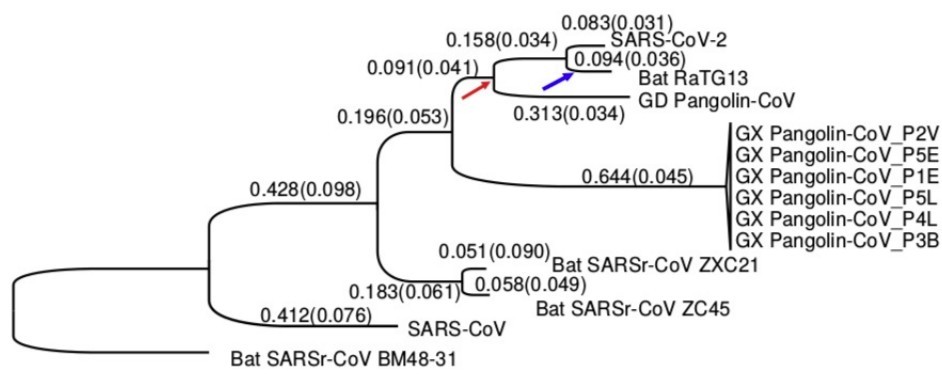 0.083(0.031)
SARS-CoV-2
0.158(0.034)
0.094(0.036)
Bat RaTG13
0.091(0.041)
GD Pangolin-CoV
0.313(0.034)
0.196(0.053)
GX Pangolin-CoV_P2V
GX Pangolin-CoV_P5E
GX Pangolin-CoV_P1E
0.644(0.045)
GX Pangolin-CoV_P5L
GX Pangolin-CoV_P4L
GX Pangolin-CoV_P3B
0.428(0.098)
0.051(0.090)
Bat SARSr-CoV ZXC21
0.183(0.061)
0.058(0.049)
Bat SARSr-CoV ZC45
0.412(0.076)
SARS-CoV
Bat SARSr-CoV BM48-31